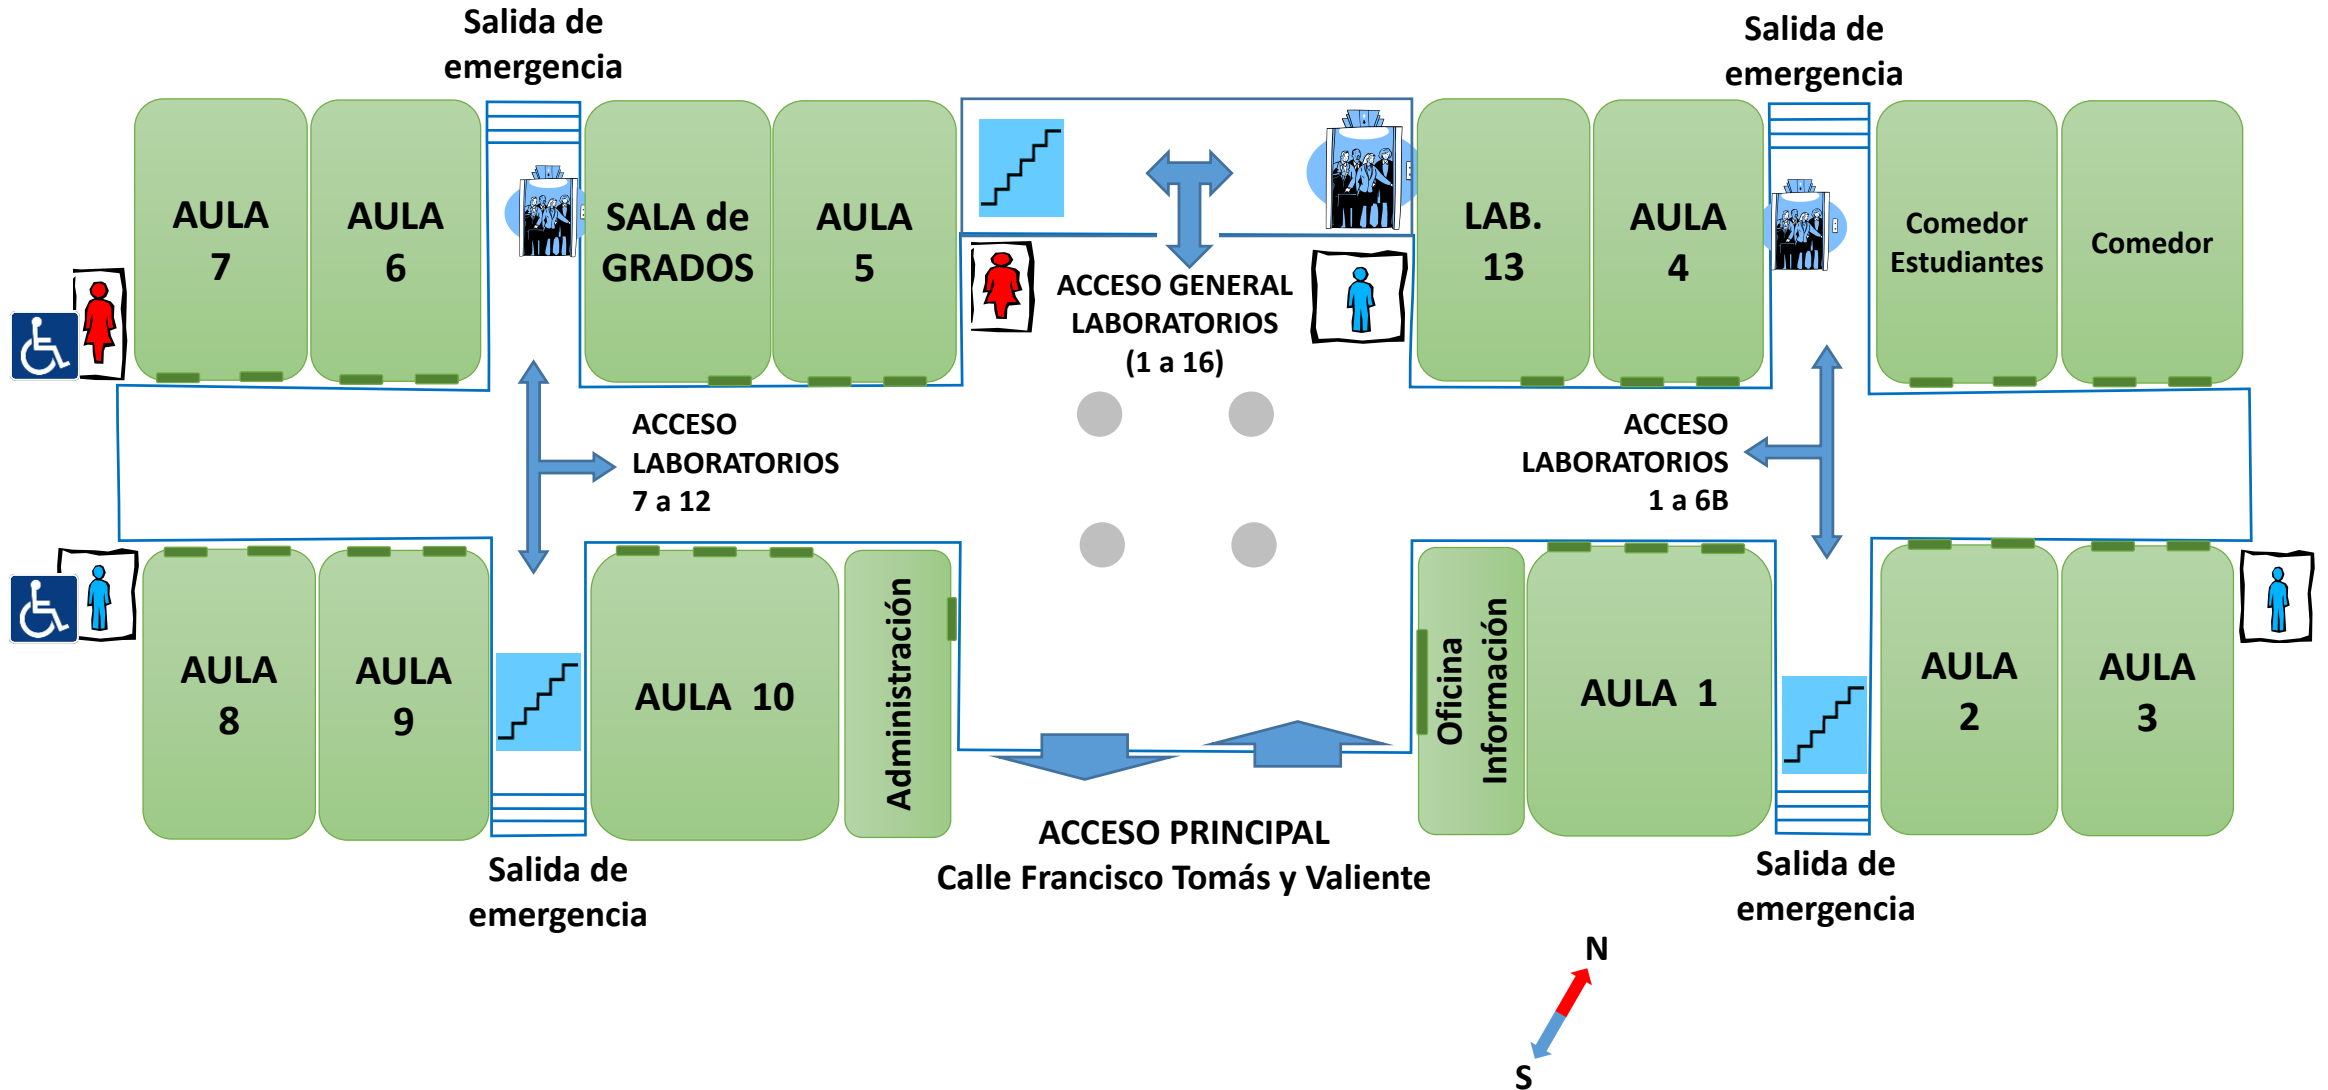 Salida de
emergencia
Salida de
emergencia
AULA
7
AULA
6
SALA de
GRADOS
AULA
5
LAB.
13
AULA
4
Comedor
Estudiantes
Comedor
ACCESO GENERAL
LABORATORIOS
(1 a 16)
ACCESO
LABORATORIOS
7 a 12
ACCESO
LABORATORIOS
1 a 6B
AULA
8
AULA
9
AULA 10
Administración
Oficina
Información
AULA 1
AULA
2
AULA
3
ACCESO PRINCIPAL
Calle Francisco Tomás y Valiente
Salida de
emergencia
Salida de
emergencia
N
S